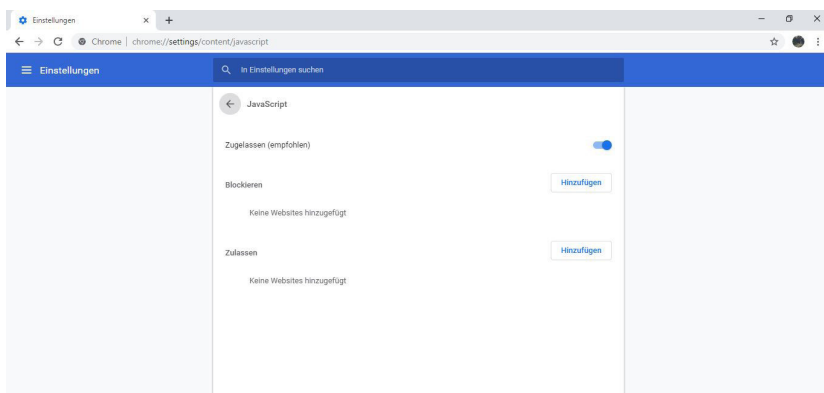 Einstellungen
Chrome | chrome://settings/content/javascript
Einstellungen
In Einstellungen suchen
JavaScript
Zugelassen (empfohlen)
Blockieren
Hinzufügen
Keine Websites hinzugefügt
Zulassen
Hinzufügen
Keine Websites hinzugefügt